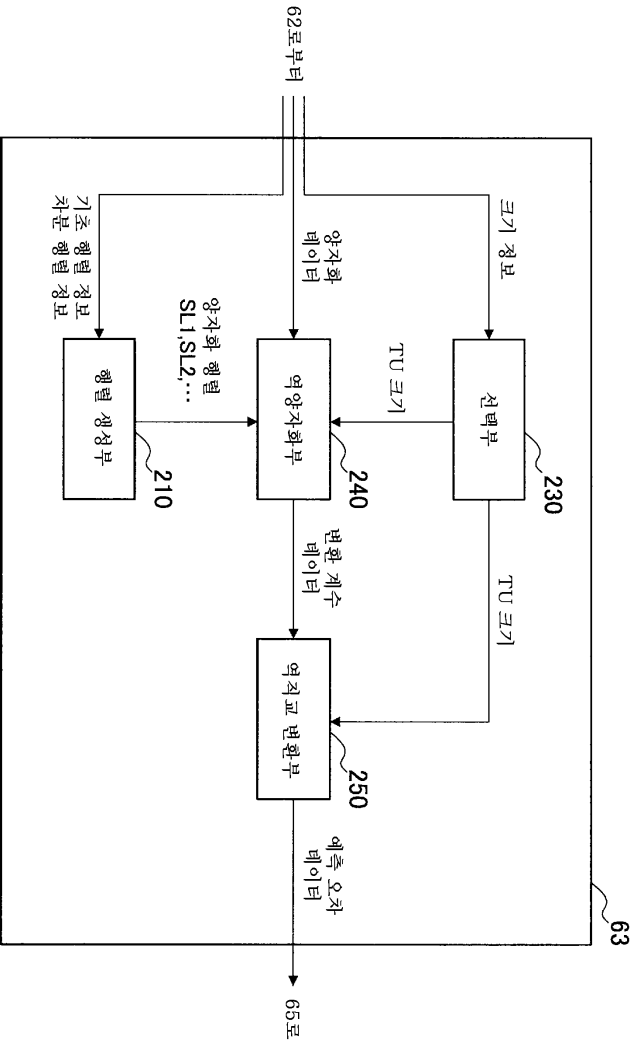 63
62로부터
크기 정보
선택부
230
TU 크기
TU 크기
양자화
데이터
역양자화부
240
변환 계수
데이터
역직교 변환부
250
예측 오차
데이터
65로
기초 행렬 정보
차분 행렬 정보
양자화 행렬
SL1,SL2,···
행렬 생성부
210